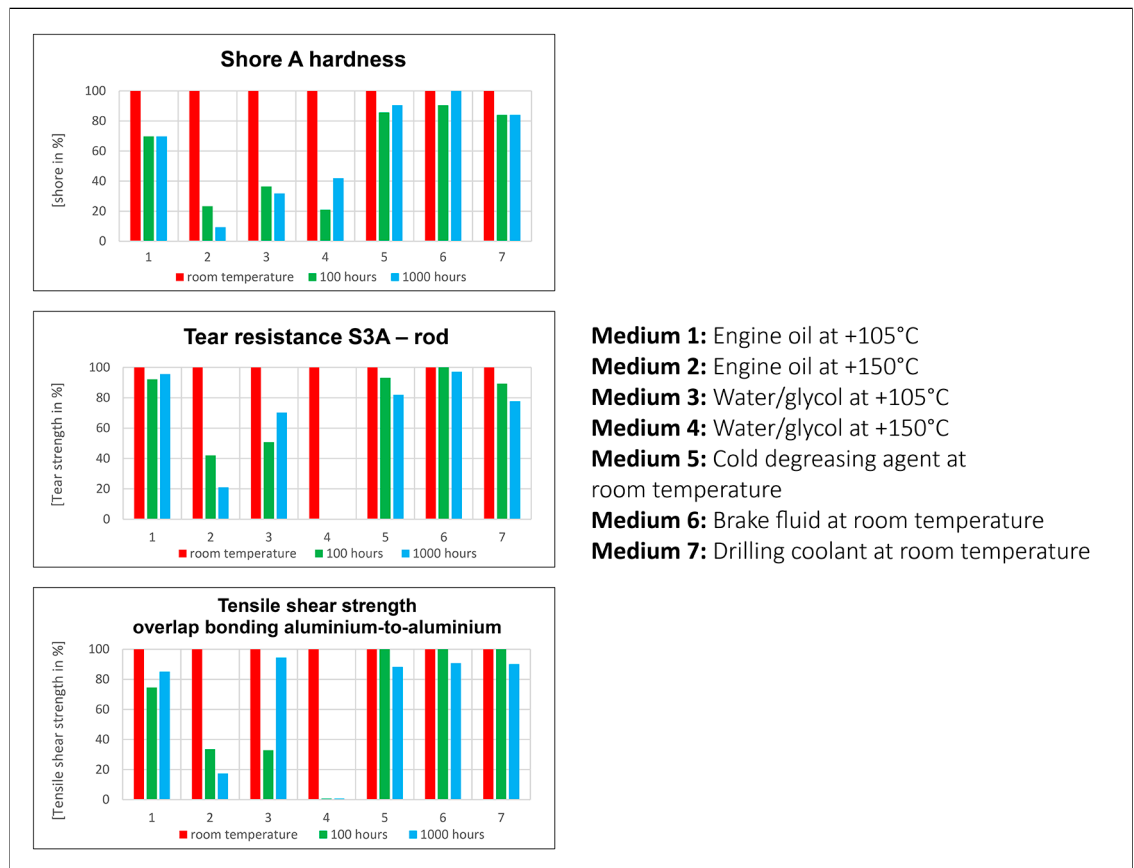 Shore A hardness
[shore in %]
100
80
60
40
20
0
1 2 3 4 5 6 7
room temperature 100 hours 1000 hours
Tear resistance S3A – rod
[Tear strength in %]
100
80
60
40
20
0
1 2 3 4 5 6 7
room temperature 100 hours 1000 hours
Tensile shear strength
overlap bonding aluminium-to-aluminium
[Tensile shear strength in %]
100
80
60
40
20
0
1 2 3 4 5 6 7
room temperature 100 hours 1000 hours
Medium 1: Engine oil at +105°C
Medium 2: Engine oil at +150°C
Medium 3: Water/glycol at +105°C
Medium 4: Water/glycol at +150°C
Medium 5: Cold degreasing agent at
room temperature
Medium 6: Brake fluid at room temperature
Medium 7: Drilling coolant at room temperature